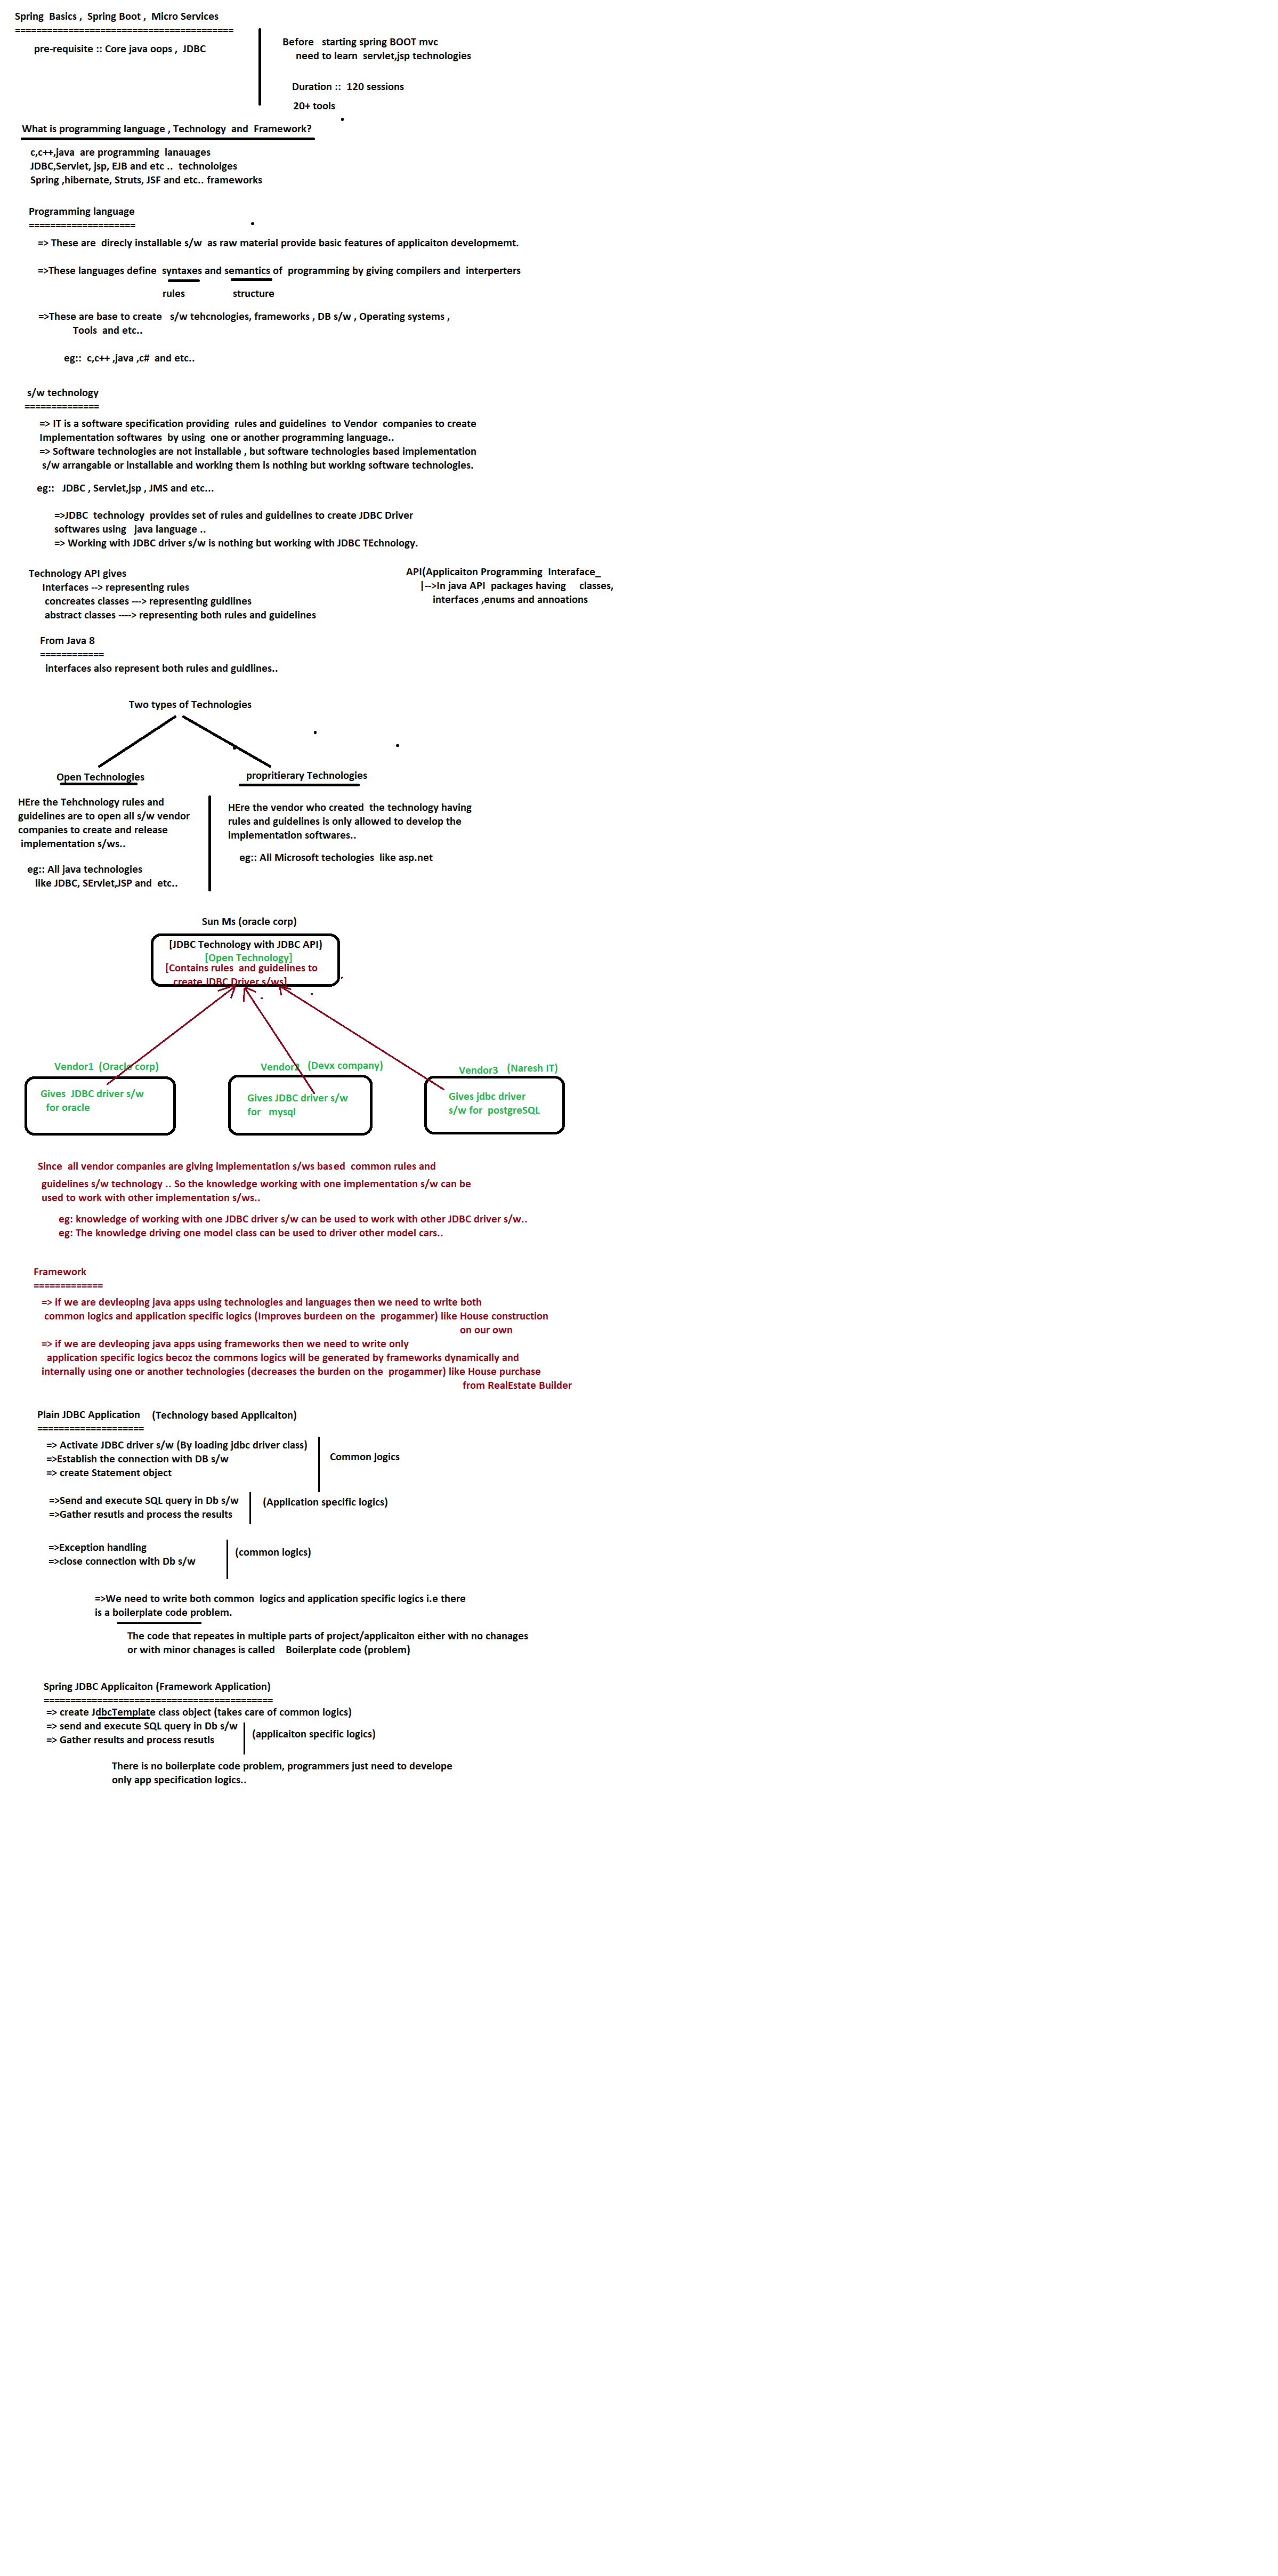 Spring  Basics ,  Spring Boot ,  Micro Services
=========================================
pre-requisite :: Core java oops ,  JDBC
Before   starting spring BOOT mvc
need to learn  servlet,jsp technologies
Duration ::  120 sessions
20+ tools
What is programming language , Technology  and  Framework?
c,c++,java  are programming  lanauages
JDBC,Servlet, jsp, EJB and etc ..  technoloiges
Spring ,hibernate, Struts, JSF and etc.. frameworks
Programming language
====================
=> These are  direcly installable s/w  as raw material provide basic features of applicaiton developmemt.
=>These languages define  syntaxes and semantics of  programming by giving compilers and  interperters
rules
structure
=>These are base to create   s/w tehcnologies, frameworks , DB s/w , Operating systems ,
Tools  and etc..
eg::  c,c++ ,java ,c#  and etc..
s/w technology
==============
=> IT is a software specification providing  rules and guidelines  to Vendor  companies to create
Implementation softwares  by using  one or another programming language..
=> Software technologies are not installable , but software technologies based implementation
s/w arrangable or installable and working them is nothing but working software technologies.
eg::   JDBC , Servlet,jsp , JMS and etc...
=>JDBC  technology  provides set of rules and guidelines to create JDBC Driver
softwares using   java language ..
=> Working with JDBC driver s/w is nothing but working with JDBC TEchnology.
Technology API gives
Interfaces --> representing rules
concreates classes ---> representing guidlines
abstract classes ----> representing both rules and guidelines
API(Applicaiton Programming  Interaface_
|-->In java API  packages having     classes,
interfaces ,enums and annoations
From Java 8
============
interfaces also represent both rules and guidlines..
Two types of Technologies
Open Technologies
propritierary Technologies
HEre the Tehchnology rules and
guidelines are to open all s/w vendor
companies to create and release
implementation s/ws..
eg:: All java technologies
like JDBC, SErvlet,JSP and  etc..
HEre the vendor who created  the technology having
rules and guidelines is only allowed to develop the
implementation softwares..
eg:: All Microsoft techologies  like asp.net
Sun Ms (oracle corp)
[JDBC Technology with JDBC API)
[Open Technology]
[Contains rules  and guidelines to
create JDBC Driver s/ws]
Vendor1  (Oracle corp)
Vendor2   (Devx company)
Vendor3   (Naresh IT)
Gives  JDBC driver s/w
for oracle
Gives JDBC driver s/w
for   mysql
Gives jdbc driver
s/w for  postgreSQL
Since  all vendor companies are giving implementation s/ws based  common rules and
guidelines s/w technology .. So the knowledge working with one implementation s/w can be
used to work with other implementation s/ws..
eg: knowledge of working with one JDBC driver s/w can be used to work with other JDBC driver s/w..
eg: The knowledge driving one model class can be used to driver other model cars..
Framework
=============
=> if we are devleoping java apps using technologies and languages then we need to write both
common logics and application specific logics (Improves burdeen on the  progammer) like House construction
on our own
=> if we are devleoping java apps using frameworks then we need to write only
application specific logics becoz the commons logics will be generated by frameworks dynamically and
internally using one or another technologies (decreases the burden on the  progammer) like House purchase
from RealEstate Builder
Plain JDBC Application    (Technology based Applicaiton)
====================
=> Activate JDBC driver s/w (By loading jdbc driver class)
=>Establish the connection with DB s/w
=> create Statement object
Common logics
=>Send and execute SQL query in Db s/w
=>Gather resutls and process the results
(Application specific logics)
=>Exception handling
=>close connection with Db s/w
(common logics)
=>We need to write both common  logics and application specific logics i.e there
is a boilerplate code problem.
The code that repeates in multiple parts of project/applicaiton either with no chanages
or with minor chanages is called    Boilerplate code (problem)
Spring JDBC Applicaiton (Framework Application)
===========================================
=> create JdbcTemplate class object (takes care of common logics)
=> send and execute SQL query in Db s/w
=> Gather results and process resutls
(applicaiton specific logics)
There is no boilerplate code problem, programmers just need to develope
only app specification logics..